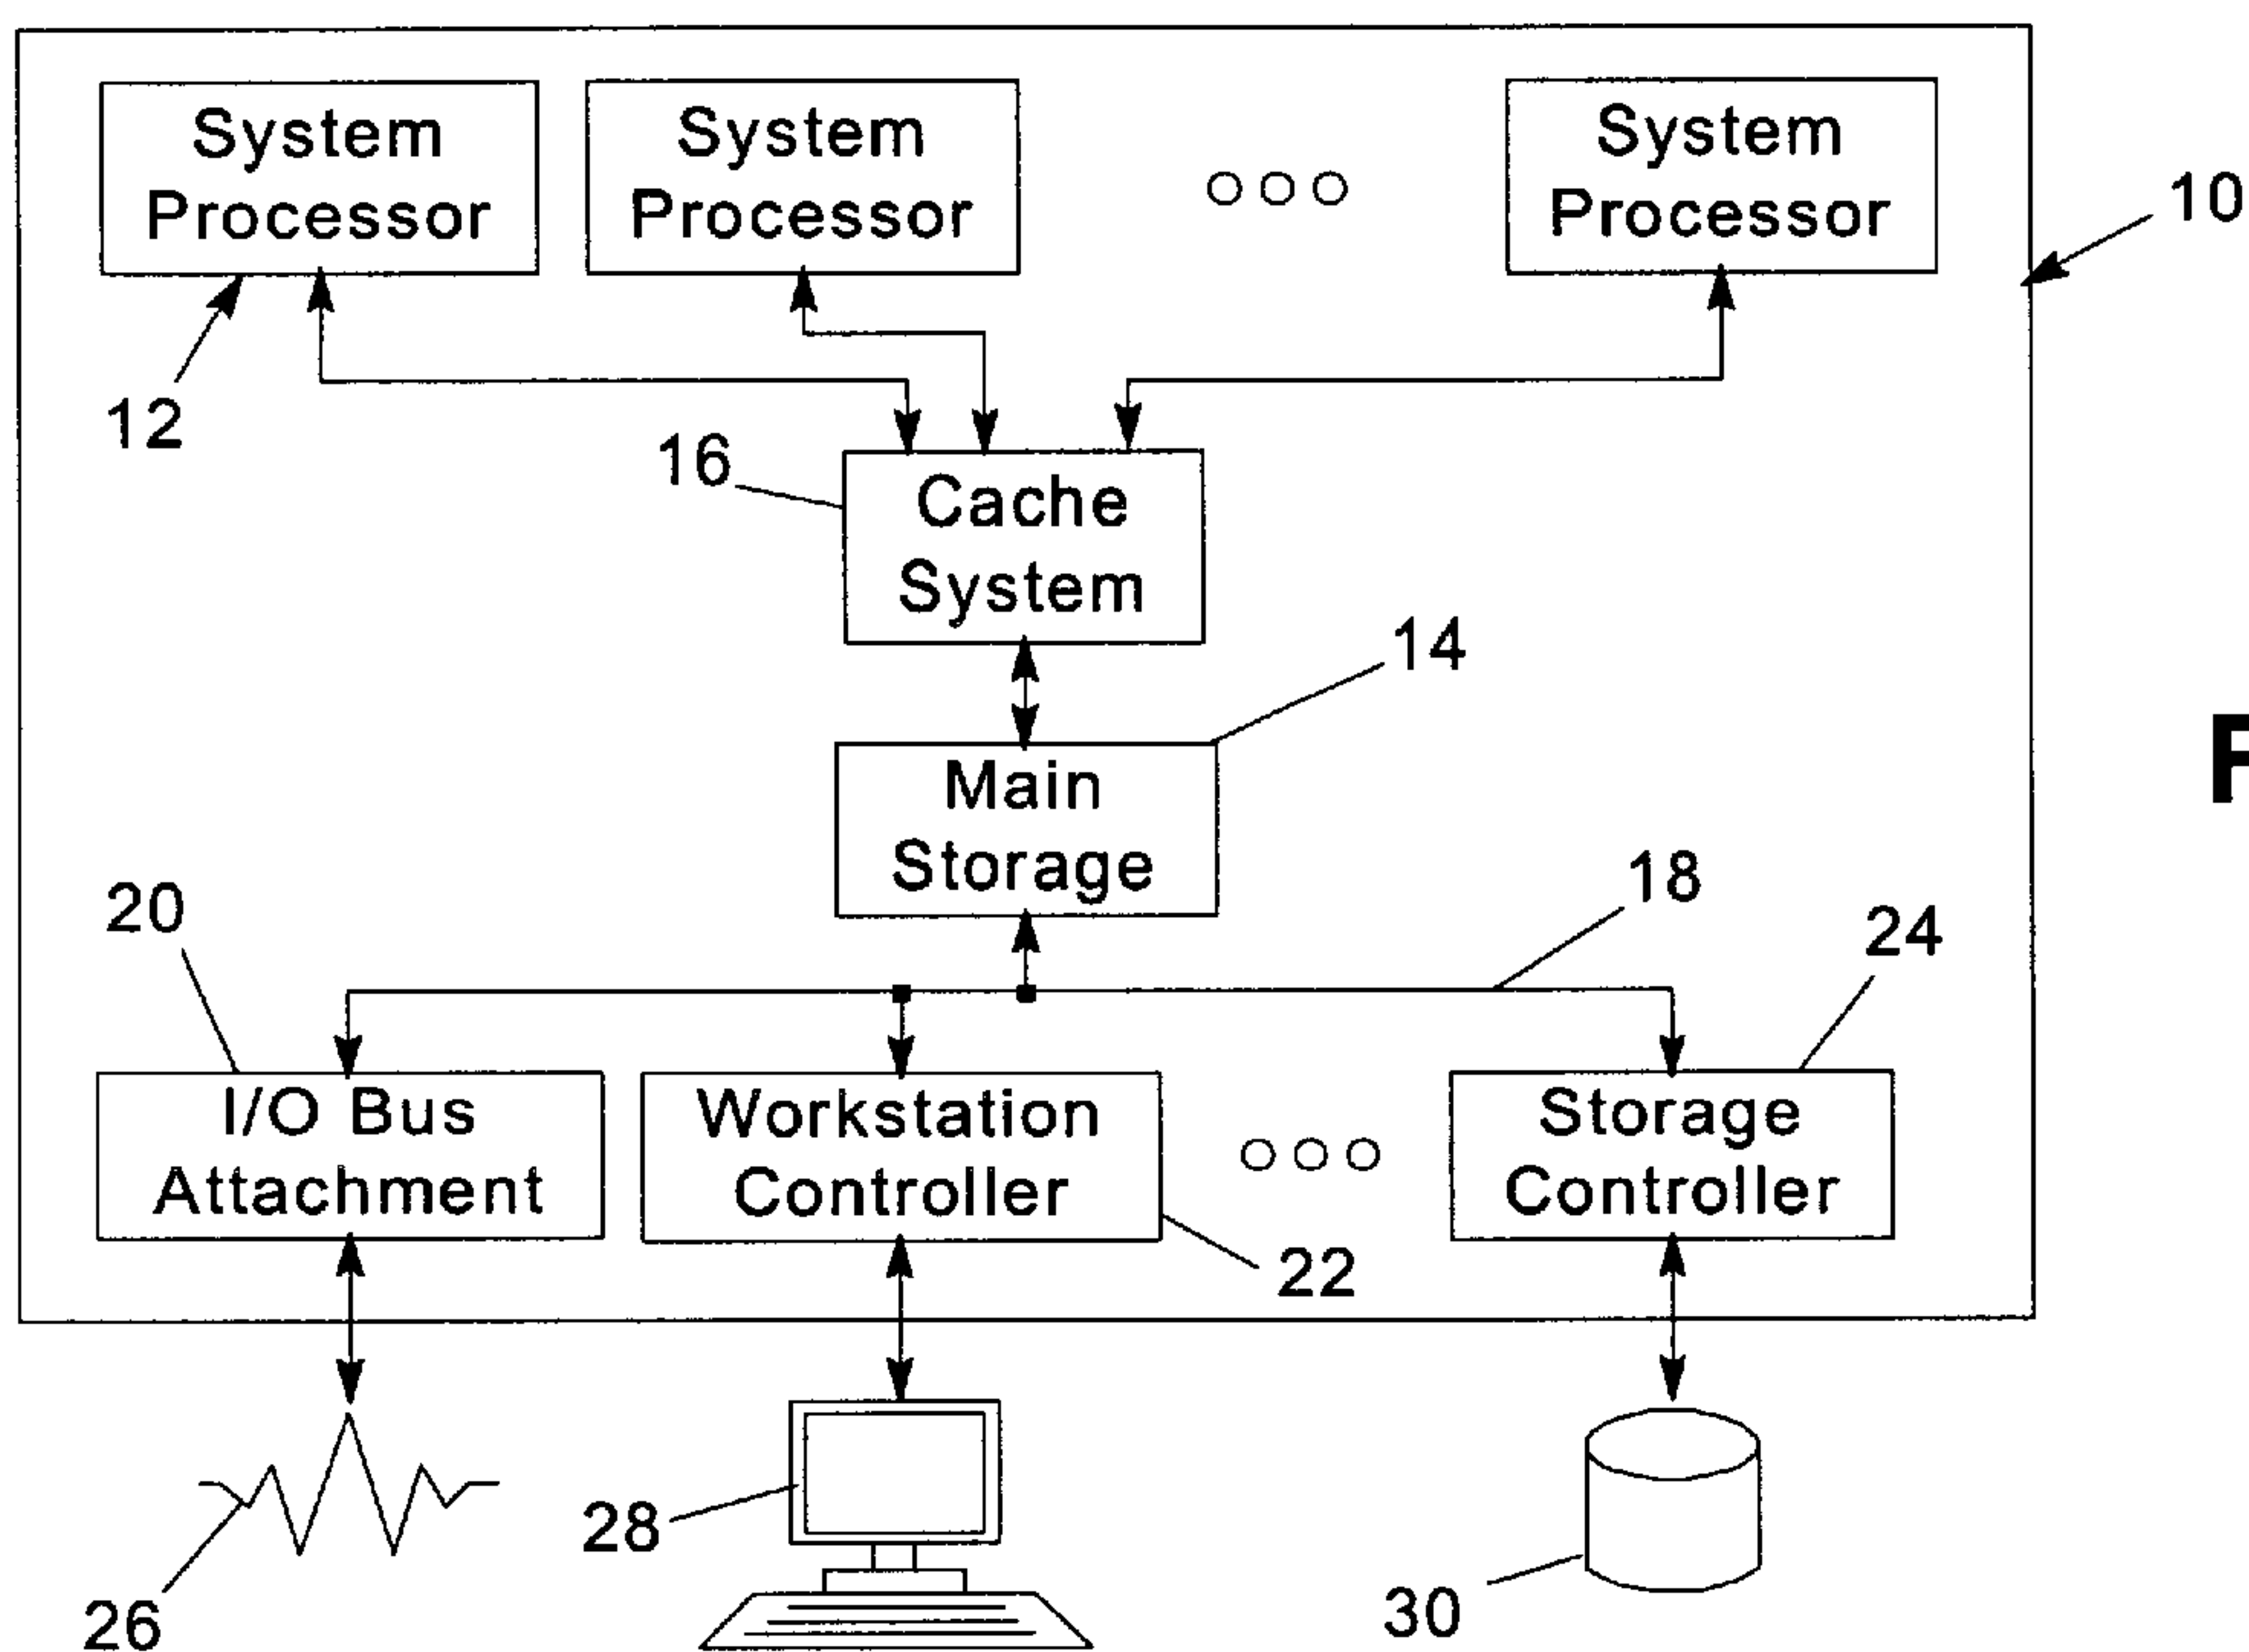 System
Processor
System
Processor
System
Processor
10
12
16
Cache
System
14
Main
Storage
18
20
24
I/O Bus
Attachment
Workstation
Controller
Storage
Controller
22
28
26
30